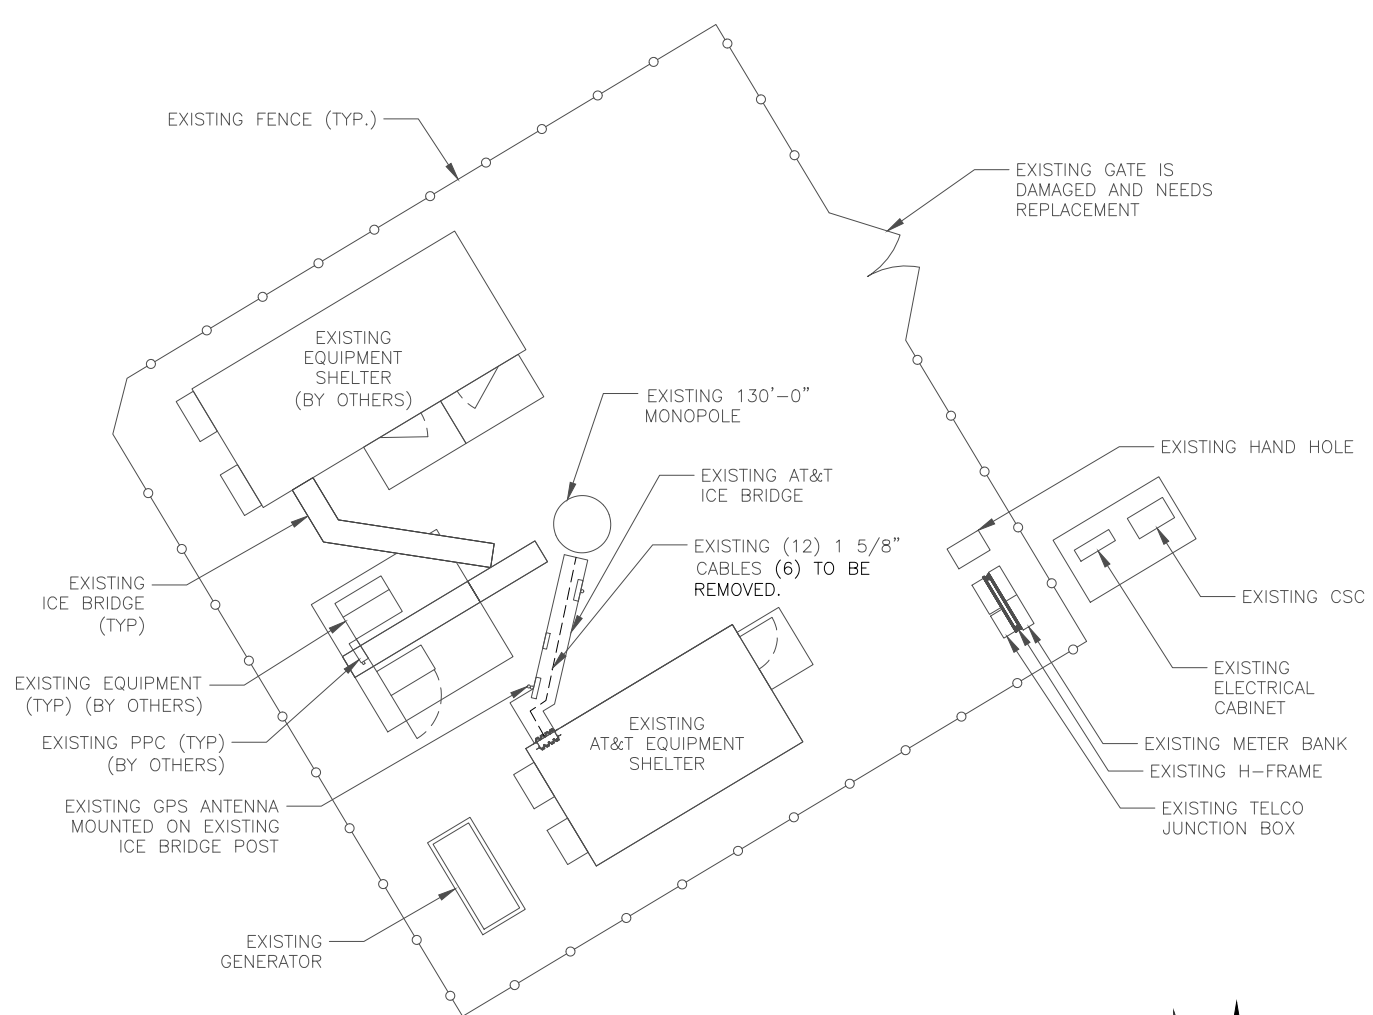 EXISTING FENCE (TYP.)
EXISTING GATE IS
DAMAGED AND NEEDS
REPLACEMENT
EXISTING
EQUIPMENT
SHELTER
(BY OTHERS)
EXISTING 130'-0"
MONOPOLE
EXISTING HAND HOLE
EXISTING AT&T
ICE BRIDGE
EXISTING (12) 1 5/8"
CABLES (6) TO BE
REMOVED.
EXISTING
ICE BRIDGE
(TYP)
EXISTING CSC
EXISTING EQUIPMENT
(TYP) (BY OTHERS)
EXISTING
ELECTRICAL
CABINET
EXISTING PPC (TYP)
(BY OTHERS)
EXISTING
AT&T EQUIPMENT
SHELTER
EXISTING METER BANK
EXISTING H-FRAME
EXISTING GPS ANTENNA
MOUNTED ON EXISTING
ICE BRIDGE POST
EXISTING TELCO
JUNCTION BOX
EXISTING
GENERATOR